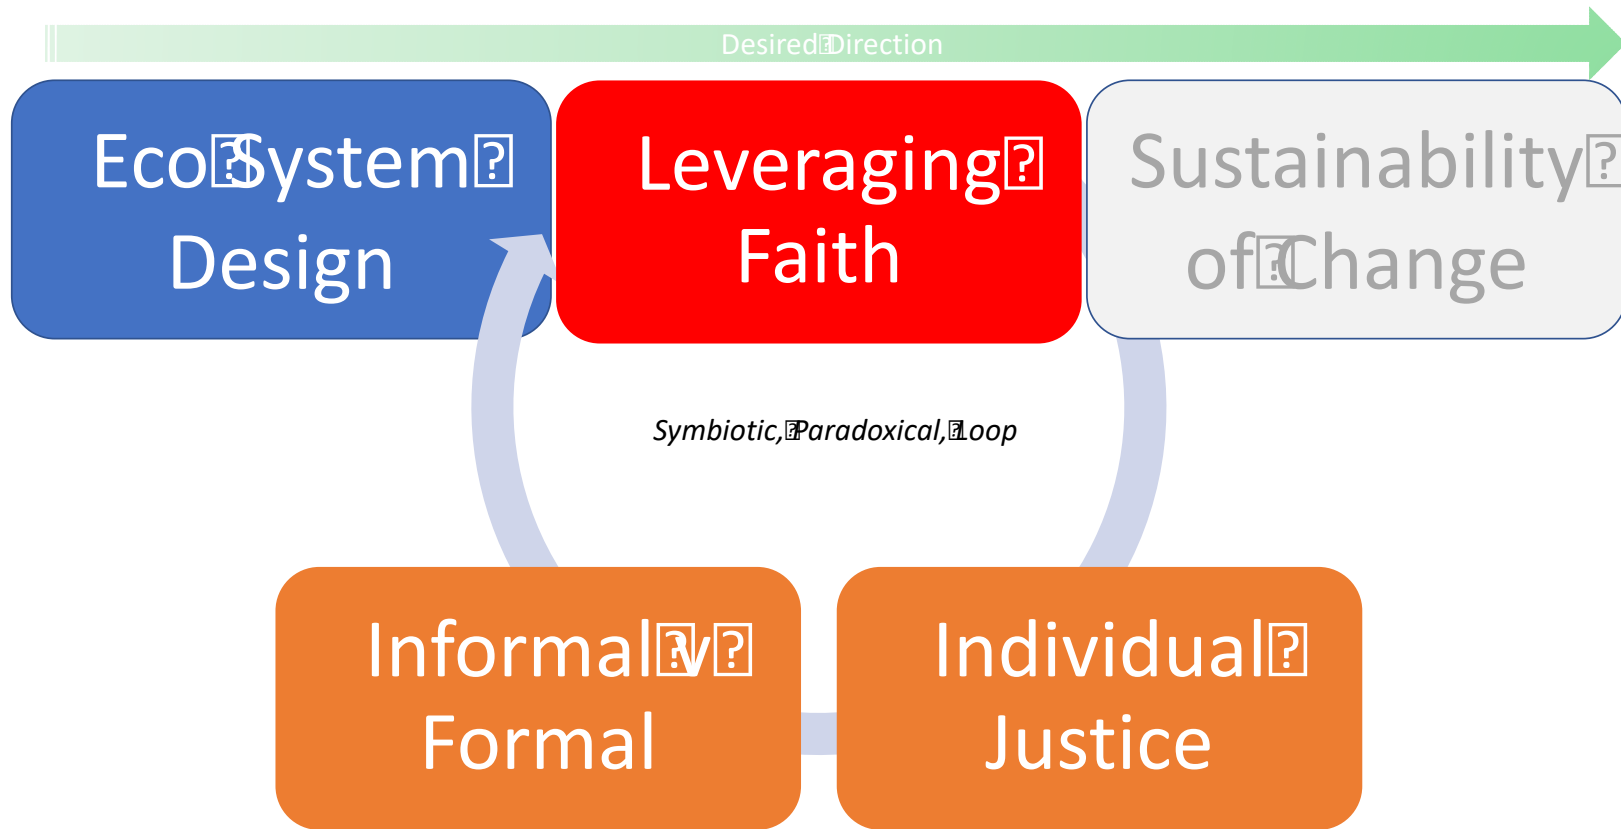 Desired Direction
Eco System
Design
Leveraging
Faith
Sustainability
of Change
Symbiotic, Paradoxical, Loop
Informal v
Formal
Individual
Justice